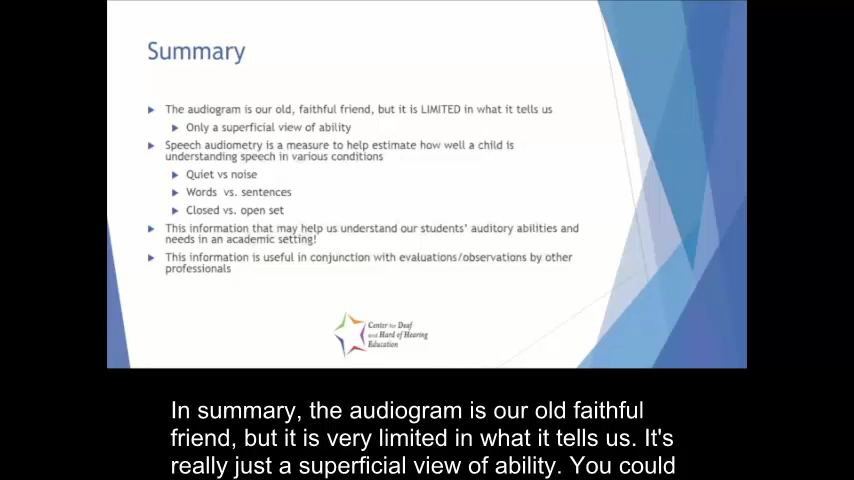 Summary
The audiogram is our old, faithful friend, but it is LIMITED in what it tells us
Only a superficial view of ability
Speech audiometry is a measure to help estimate how well a child is
understanding speech in various conditions
Quiet vs noise
Words vs. sentences
Closed vs. open set
This information that may help us understand our students' auditory abilities and
needs in an academic setting!
This information is useful in conjunction with evaluations/observations by other
professionals
Center for Deaf
and Hard of Hearing
Education
In summary, the audiogram is our old faithful
friend, but it is very limited in what it tells us. It's
really just a superficial view of ability. You could